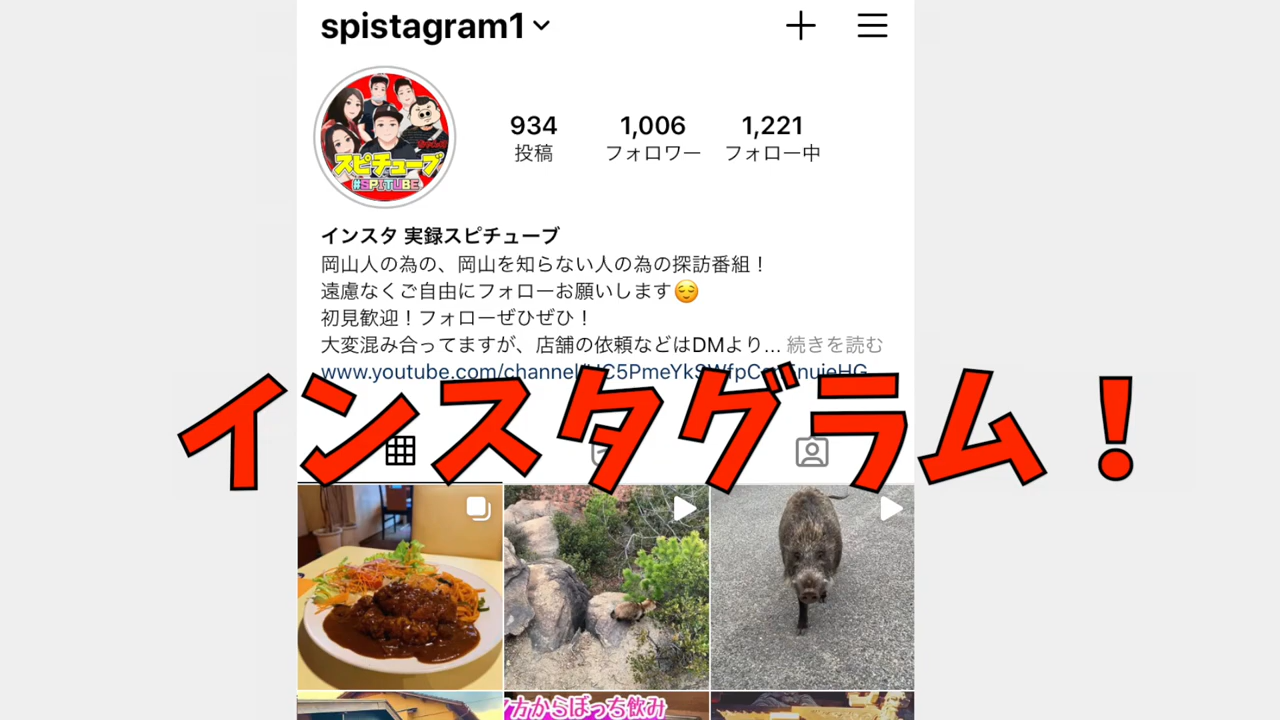 spistagram1
934
1,006
1,221
投稿
フォロワー
フォロー中
スピチューブ
#SPITUBE
インスタ 実録スピチューブ
岡山人の為の、岡山を知らない人の為の探訪番組！
遠慮なくご自由にフォローお願いします😌
初見歓迎！フォローぜひぜひ！
大変混み合ってますが、店舗の依頼などはDMより... 続きを読む
インスタグラム！
方からぼっち飲み